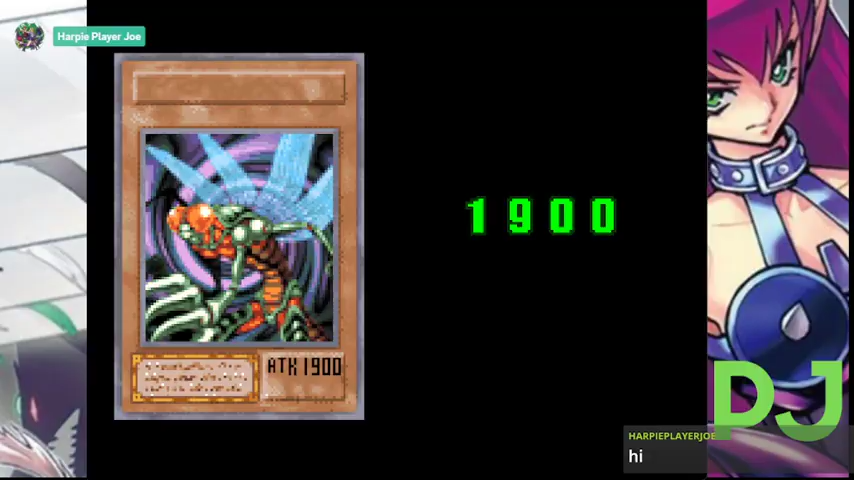 Harpie Player Joe
1900
ATK 1900
DJ
HARPIEPLAYERJOE
hi